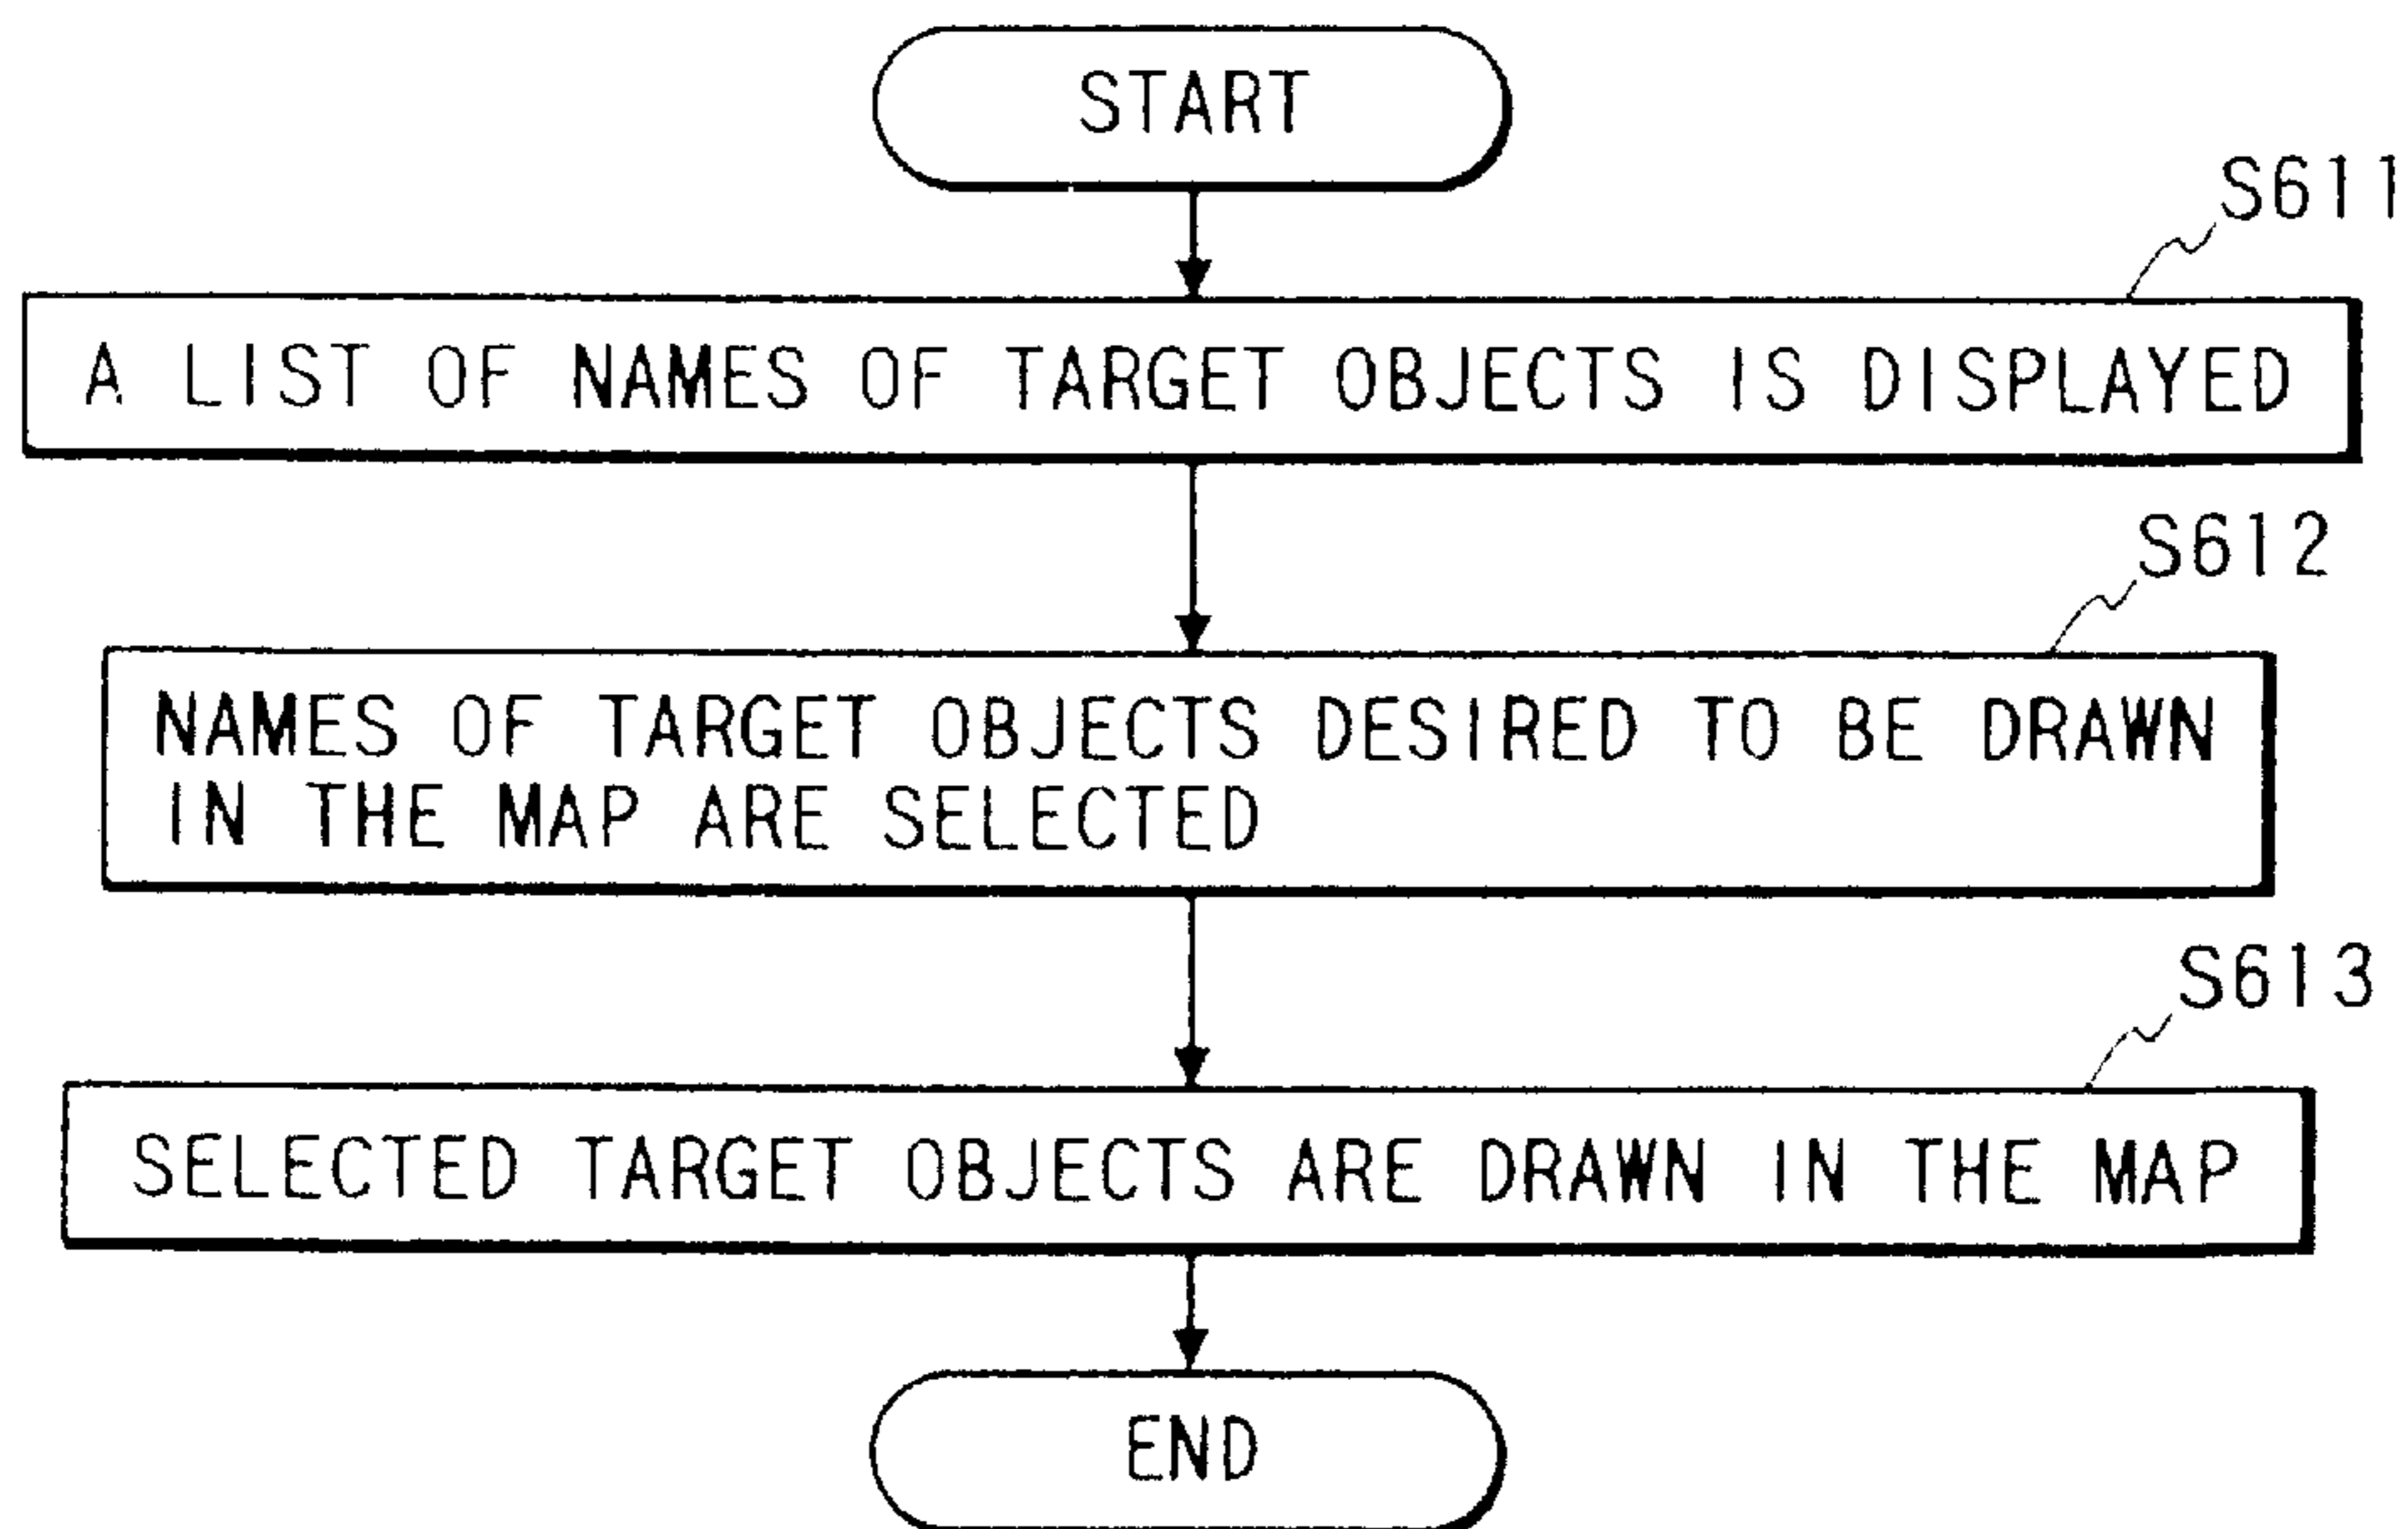 START
S611
A LIST OF NAMES OF TARGET OBJECTS IS DISPLAYED
S612
NAMES OF TARGET OBJECTS DESIRED TO BE DRAWN
IN THE MAP ARE SELECTED
S613
SELECTED TARGET OBJECTS ARE DRAWN IN THE MAP
END